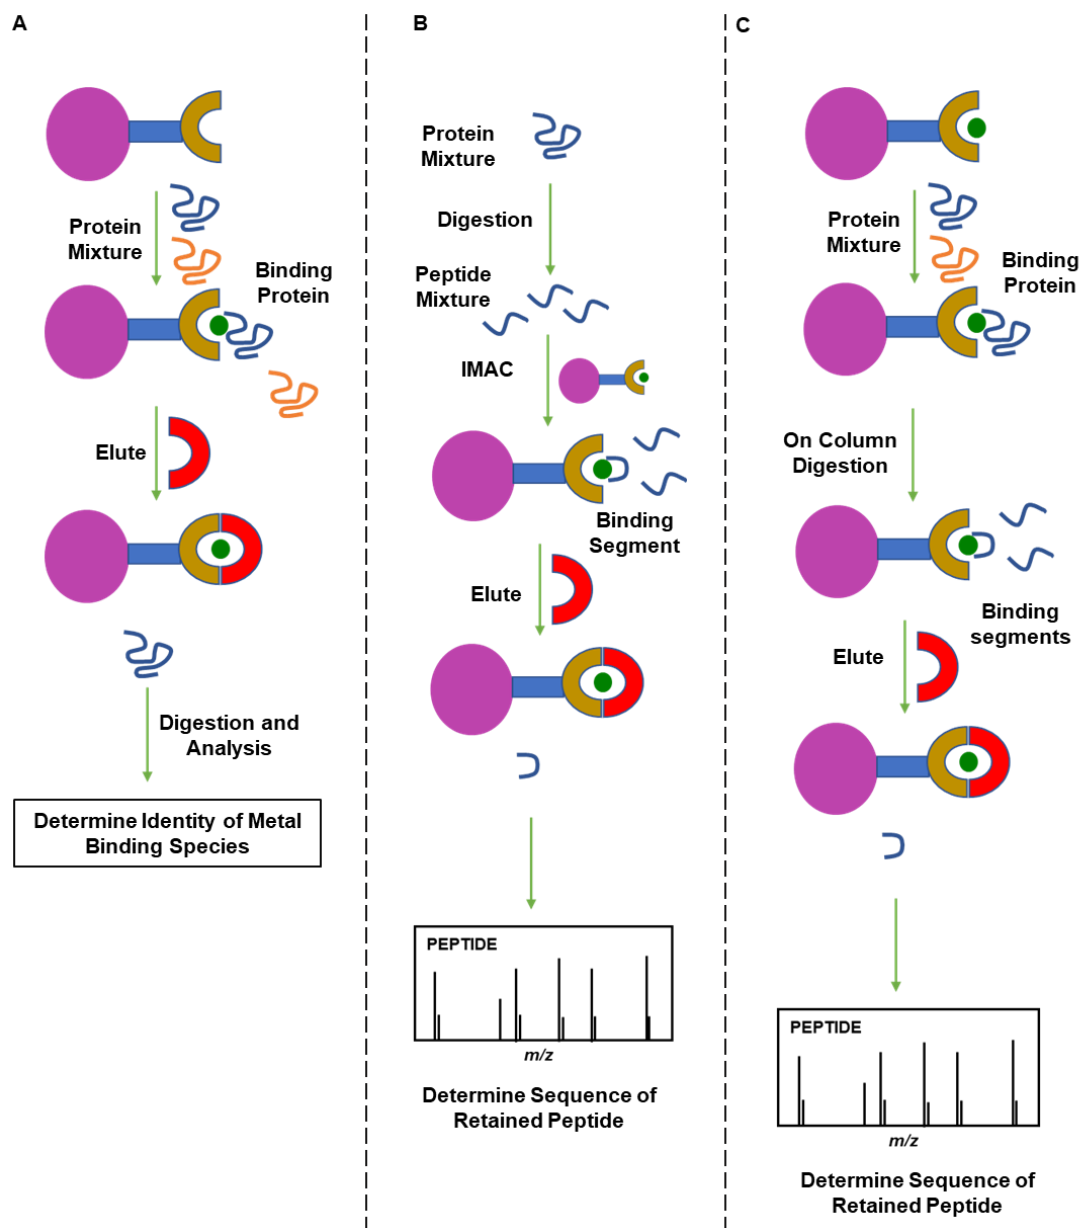 A
Protein
Mixture
Binding
Protein
Elute
Digestion and
Analysis
Determine Identity of Metal
Binding Species
B
Protein
Mixture
Digestion
Peptide
Mixture
IMAC
Binding
Segment
Elute
PEPTIDE
m/z
Determine Sequence of
Retained Peptide
C
Protein
Mixture
Binding
Protein
On Column
Digestion
Binding
segments
Elute
PEPTIDE
m/z
Determine Sequence of
Retained Peptide